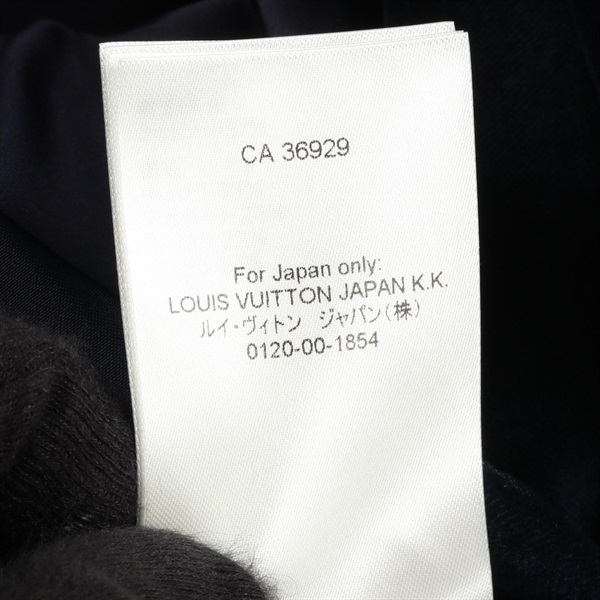 CA 36929
For Japan only:
LOUIS VUITTON JAPAN K.K.
ルイ・ヴィトン　ジャパン（株）
0120-00-1854